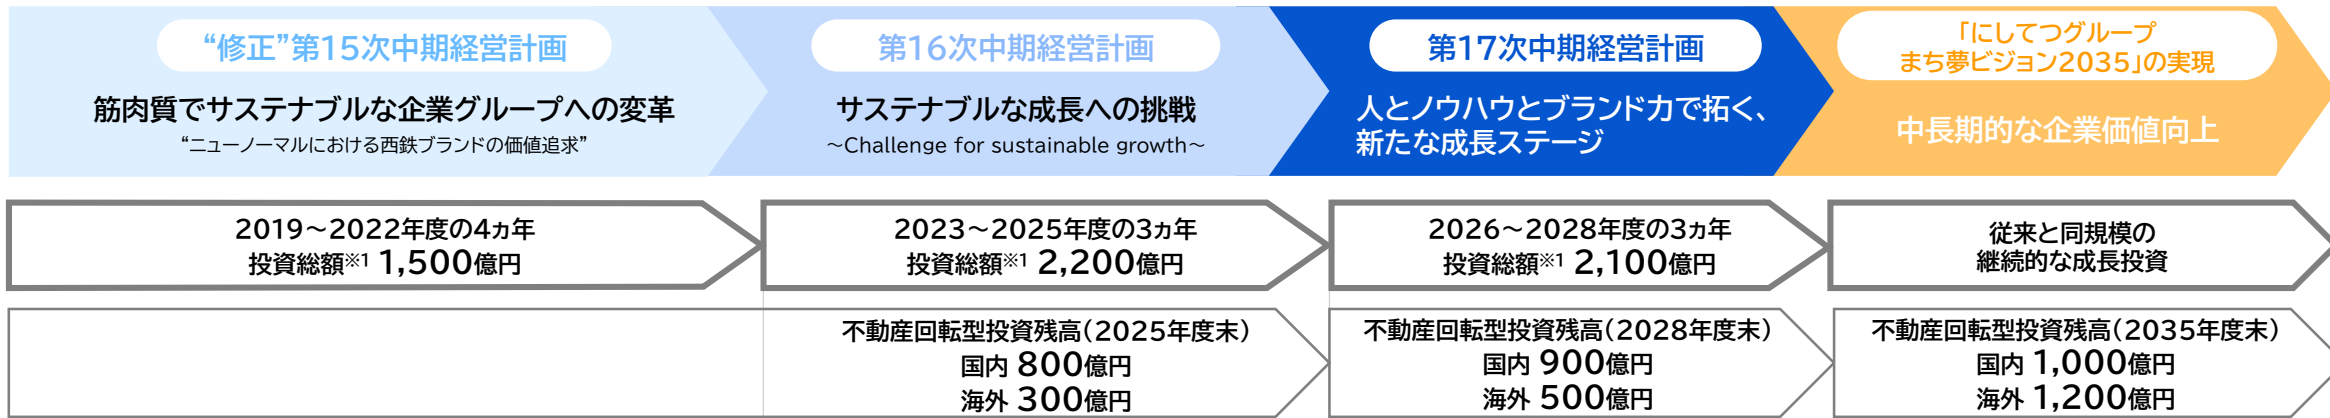 “修正”第15次中期経営計画
筋肉質でサステナブルな企業グループへの変革
“ニューノーマルにおける西鉄ブランドの価値追求”
第16次中期経営計画
サステナブルな成長への挑戦
～Challenge for sustainable growth～
第17次中期経営計画
人とノウハウとブランド力で拓く、
新たな成長ステージ
「にしてつグループ
まち夢ビジョン2035」の実現
中長期的な企業価値向上
2019～2022年度の4ヵ年
投資総額※1 1,500億円
2023～2025年度の3ヵ年
投資総額※1 2,200億円
2026～2028年度の3ヵ年
投資総額※1 2,100億円
従来と同規模の
継続的な成長投資
不動産回転型投資残高(2025年度末)
国内 800億円
海外 300億円
不動産回転型投資残高(2028年度末)
国内 900億円
海外 500億円
不動産回転型投資残高(2035年度末)
国内 1,000億円
海外 1,200億円